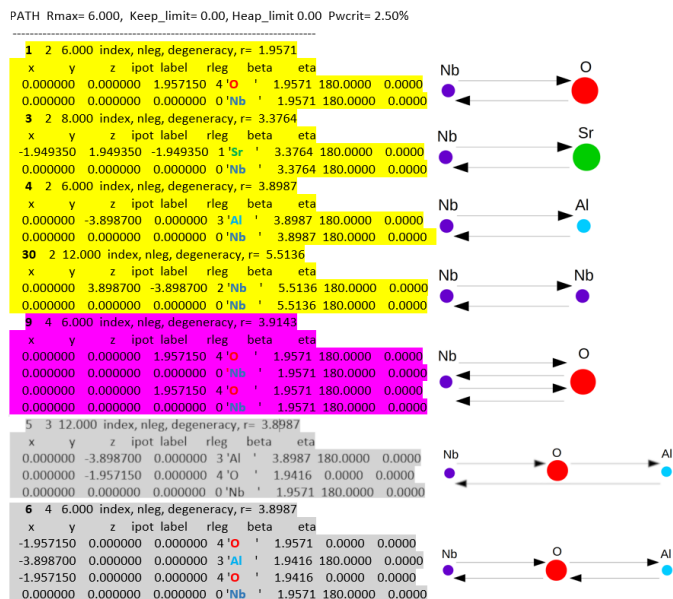 PATH Rmax= 6.000, Keep_limit= 0.00, Heap_limit 0.00 Pwcrit= 2.50%
-----------------------------------------------------------------
1 2 6.000 index, nleg, degeneracy, r= 1.9571
x y z ipot label rleg beta eta
0.000000 0.000000 1.957150 4 'O ' 1.9571 180.0000 0.0000
0.000000 0.000000 0.000000 0 'Nb ' 1.9571 180.0000 0.0000
Nb O
3 2 8.000 index, nleg, degeneracy, r= 3.3764
x y z ipot label rleg beta eta
-1.949350 1.949350 -1.949350 1 'Sr ' 3.3764 180.0000 0.0000
0.000000 0.000000 0.000000 0 'Nb ' 3.3764 180.0000 0.0000
Nb Sr
4 2 6.000 index, nleg, degeneracy, r= 3.8987
x y z ipot label rleg beta eta
0.000000 -3.898700 0.000000 3 'Al ' 3.8987 180.0000 0.0000
0.000000 0.000000 0.000000 0 'Nb ' 3.8987 180.0000 0.0000
Nb Al
30 2 12.000 index, nleg, degeneracy, r= 5.5136
x y z ipot label rleg beta eta
0.000000 3.898700 -3.898700 2 'Nb ' 5.5136 180.0000 0.0000
0.000000 0.000000 0.000000 0 'Nb ' 5.5136 180.0000 0.0000
Nb Nb
9 4 6.000 index, nleg, degeneracy, r= 3.9143
x y z ipot label rleg beta eta
0.000000 0.000000 1.957150 4 'O ' 1.9571 180.0000 0.0000
0.000000 0.000000 0.000000 0 'Nb ' 1.9571 180.0000 0.0000
0.000000 0.000000 1.957150 4 'O ' 1.9571 180.0000 0.0000
0.000000 0.000000 0.000000 0 'Nb ' 1.9571 180.0000 0.0000
Nb O
5 3 12.000 index, nleg, degeneracy, r= 3.8987
x y z ipot label rleg beta eta
0.000000 -3.898700 0.000000 3 'Al ' 3.8987 180.0000 0.0000
0.000000 -1.957150 0.000000 4 'O ' 1.9416 0.0000 0.0000
0.000000 0.000000 0.000000 0 'Nb ' 1.9571 180.0000 0.0000
Nb O Al
6 4 6.000 index, nleg, degeneracy, r= 3.8987
x y z ipot label rleg beta eta
-1.957150 0.000000 0.000000 4 'O ' 1.9571 0.0000 0.0000
-3.898700 0.000000 0.000000 3 'Al ' 1.9416 180.0000 0.0000
-1.957150 0.000000 0.000000 4 'O ' 1.9416 0.0000 0.0000
0.000000 0.000000 0.000000 0 'Nb ' 1.9571 180.0000 0.0000
Nb O Al